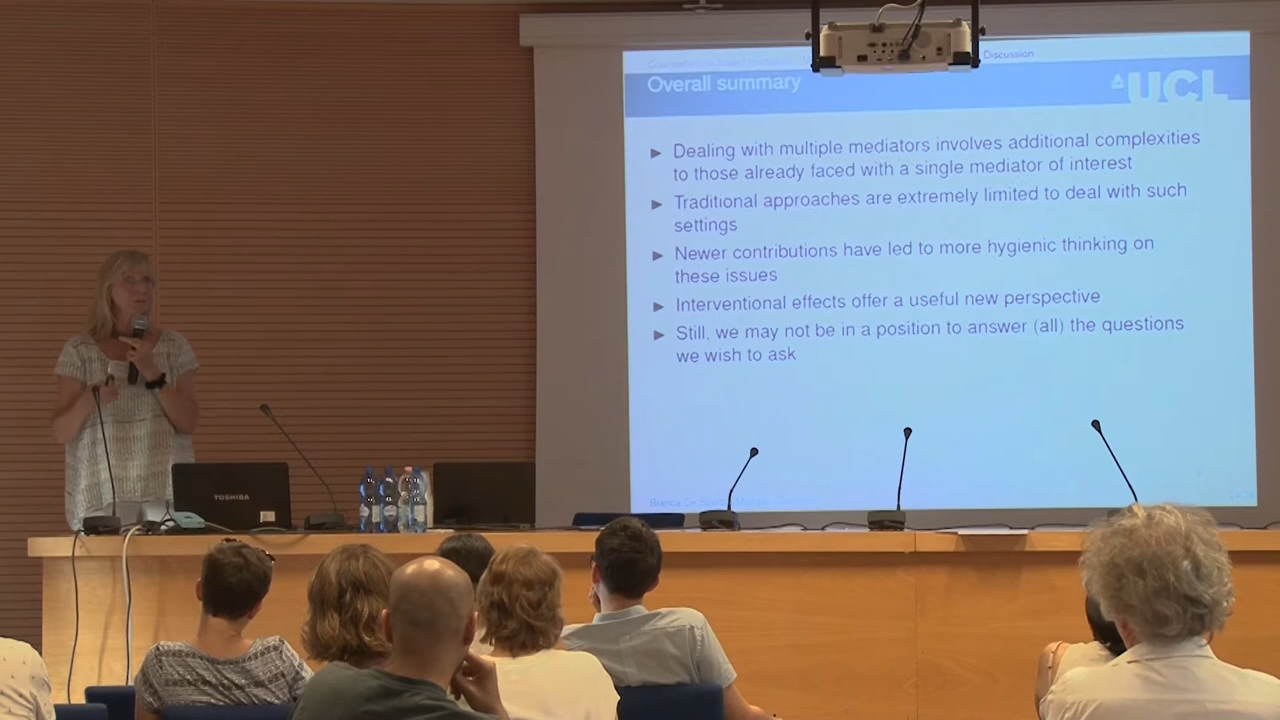 Discussion
Overall summary
UCL
Dealing with multiple mediators involves additional complexities
to those already faced with a single mediator of interest
Traditional approaches are extremely limited to deal with such
settings
Newer contributions have led to more hygienic thinking on
these issues
Interventional effects offer a useful new perspective
Still, we may not be in a position to answer (all) the questions
we wish to ask
TOSHIBA